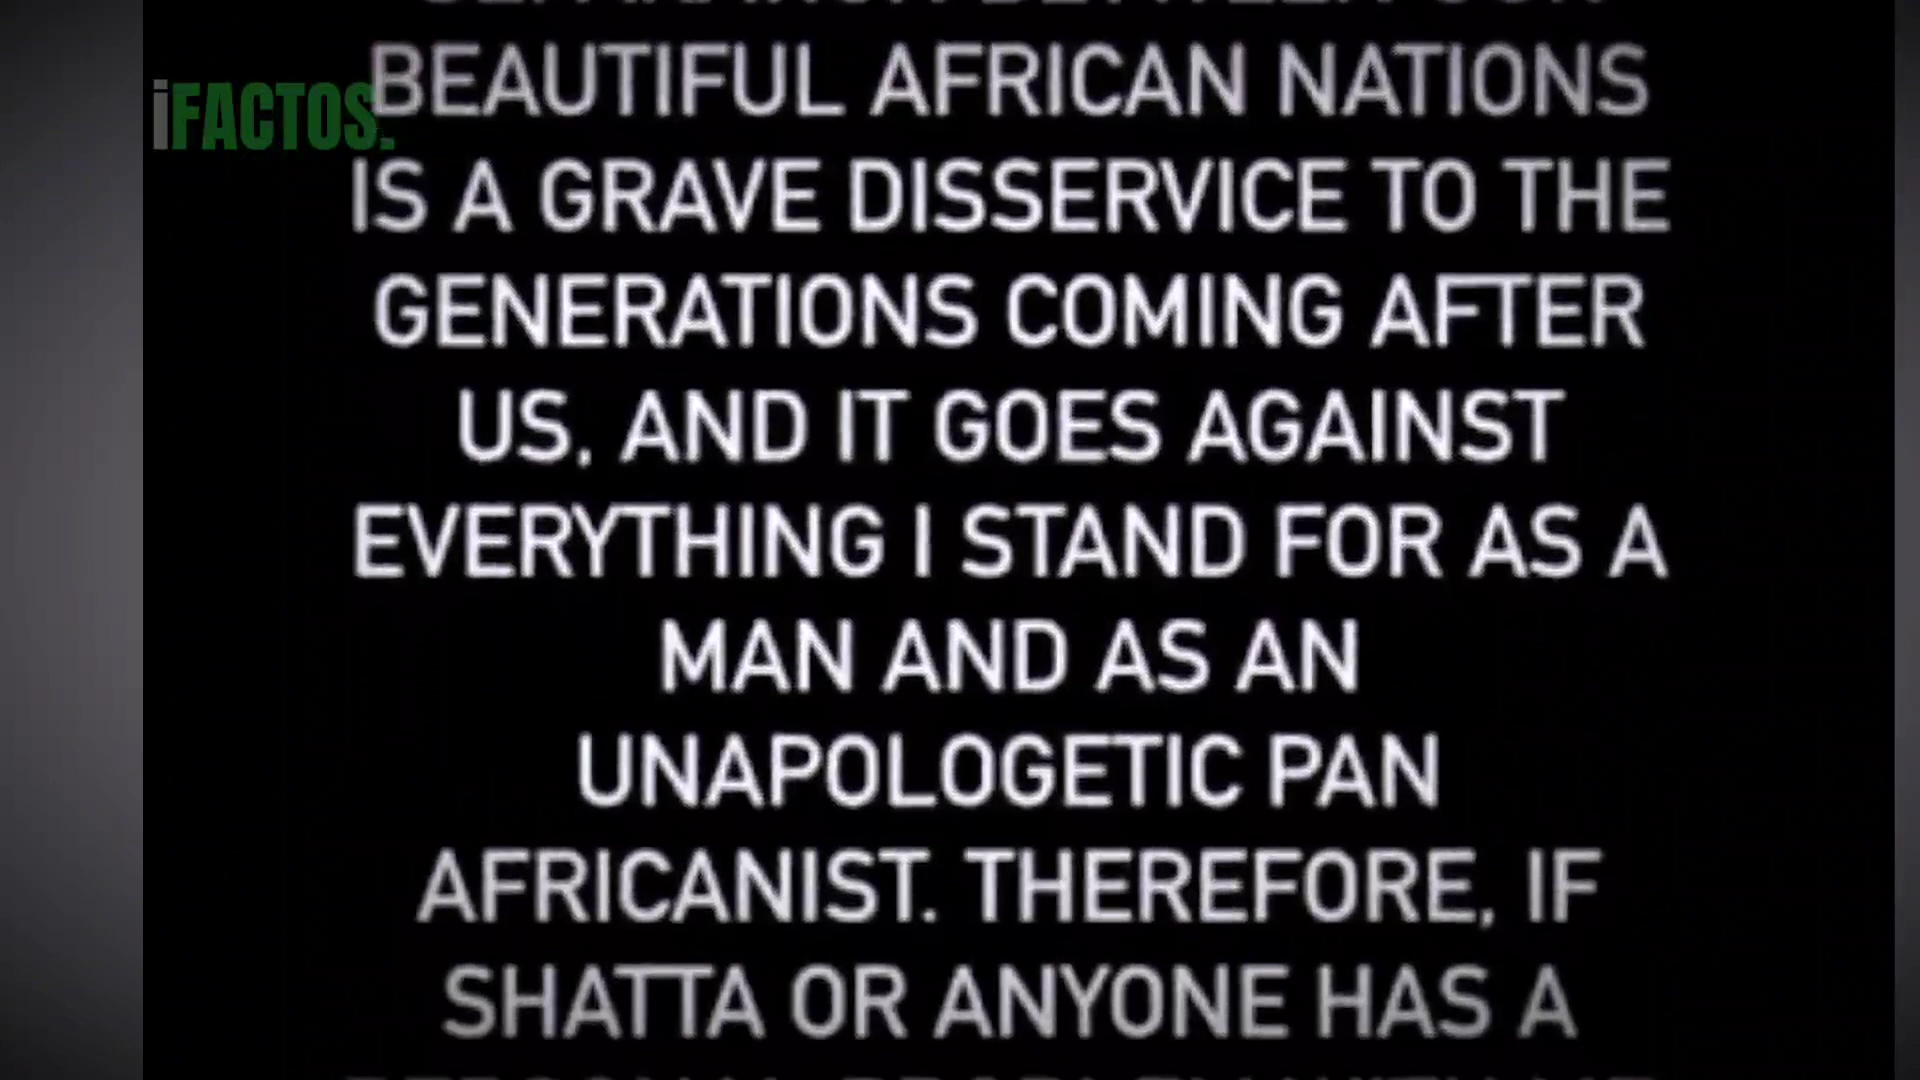 BEAUTIFUL AFRICAN NATIONS
iFACTOS.
IS A GRAVE DISSERVICE TO THE
GENERATIONS COMING AFTER
US, AND IT GOES AGAINST
EVERYTHING I STAND FOR AS A
MAN AND AS AN
UNAPOLOGETIC PAN
AFRICANIST. THEREFORE, IF
SHATTA OR ANYONE HAS A